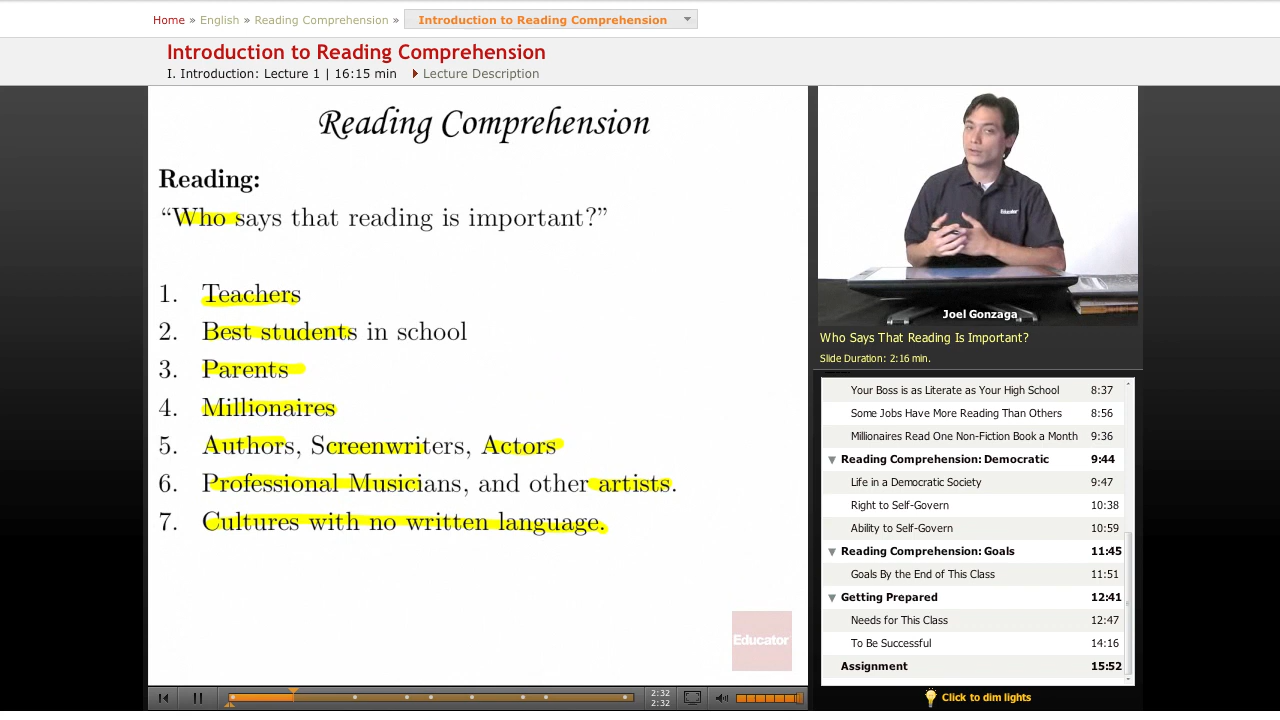 Home » English » Reading Comprehension » Introduction to Reading Comprehension
Introduction to Reading Comprehension
I. Introduction: Lecture 1 | 16:15 min Lecture Description
Reading Comprehension
Reading:
“Who says that reading is important?”
1. Teachers
2. Best students in school
3. Parents
4. Millionaires
5. Authors, Screenwriters, Actors
6. Professional Musicians, and other artists.
7. Cultures with no written language.
Educator
2:32
2:32
Educator
Joel Gonzaga
Who Says That Reading Is Important?
Slide Duration: 2:16 min.
Your Boss is as Literate as Your High School 8:37
Some Jobs Have More Reading Than Others 8:56
Millionaires Read One Non-Fiction Book a Month 9:36
Reading Comprehension: Democratic 9:44
Life in a Democratic Society 9:47
Right to Self-Govern 10:38
Ability to Self-Govern 10:59
Reading Comprehension: Goals 11:45
Goals By the End of This Class 11:51
Getting Prepared 12:41
Needs for This Class 12:47
To Be Successful 14:16
Assignment 15:52
Click to dim lights